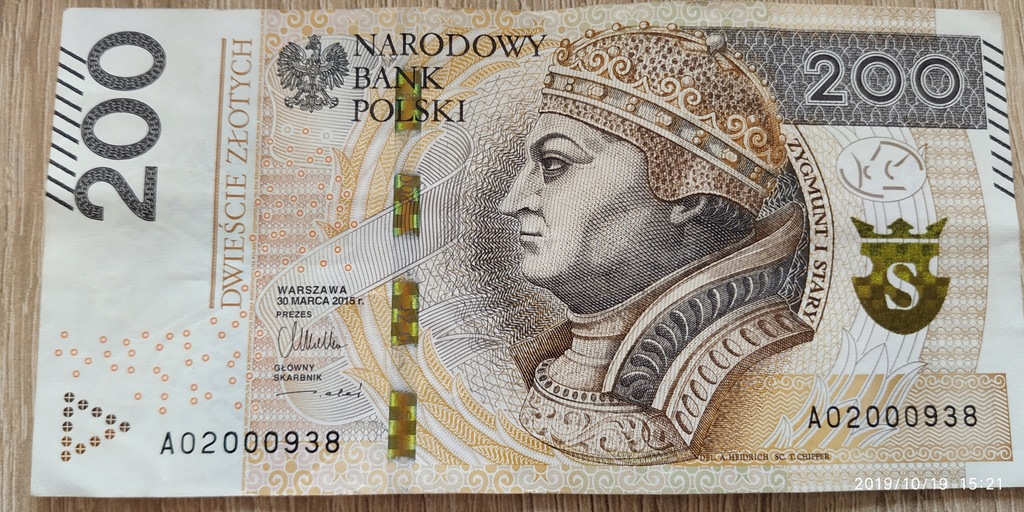 200
DWIEŚCIE ZŁOTYCH
NARODOWY
BANK
POLSKI
200
ZYGMUNT I STARY
S
WARSZAWA
30 MARCA 2015 r.
PREZES
GŁÓWNY
SKARBNIK
A02000938
A02000938
DEL. A. HEIDRICH SC. T. CHIPPER
2019/10/19 15:21